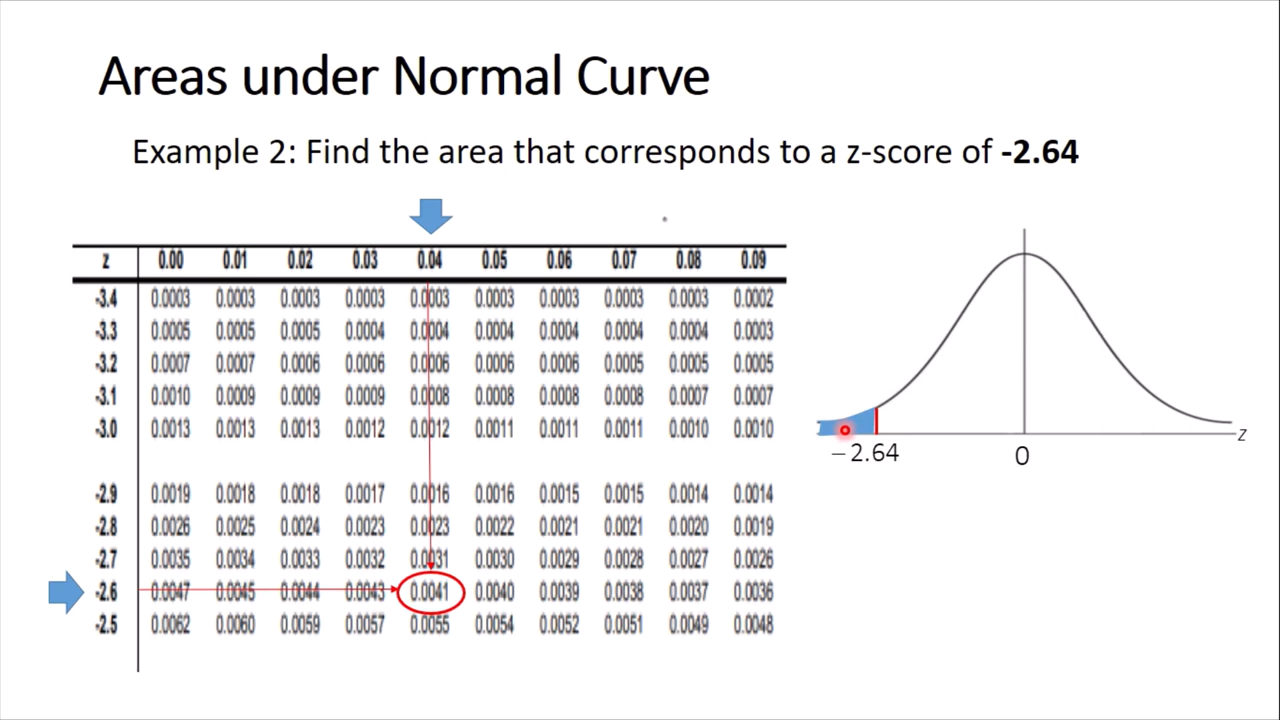 Areas under Normal Curve
Example 2: Find the area that corresponds to a z-score of -2.64
z 0.00 0.01 0.02 0.03 0.04 0.05 0.06 0.07 0.08 0.09
-3.4 0.0003 0.0003 0.0003 0.0003 0.0003 0.0003 0.0003 0.0003 0.0003 0.0002
-3.3 0.0005 0.0005 0.0005 0.0004 0.0004 0.0004 0.0004 0.0004 0.0004 0.0003
-3.2 0.0007 0.0007 0.0006 0.0006 0.0006 0.0006 0.0006 0.0005 0.0005 0.0005
-3.1 0.0010 0.0009 0.0009 0.0009 0.0008 0.0008 0.0008 0.0008 0.0007 0.0007
-3.0 0.0013 0.0013 0.0013 0.0012 0.0012 0.0011 0.0011 0.0011 0.0010 0.0010
-2.9 0.0019 0.0018 0.0018 0.0017 0.0016 0.0016 0.0015 0.0015 0.0014 0.0014
-2.8 0.0026 0.0025 0.0024 0.0023 0.0023 0.0022 0.0021 0.0021 0.0020 0.0019
-2.7 0.0035 0.0034 0.0033 0.0032 0.0031 0.0030 0.0029 0.0028 0.0027 0.0026
-2.6 0.0047 0.0045 0.0044 0.0043 0.0041 0.0040 0.0039 0.0038 0.0037 0.0036
-2.5 0.0062 0.0060 0.0059 0.0057 0.0055 0.0054 0.0052 0.0051 0.0049 0.0048
z
−2.64 0